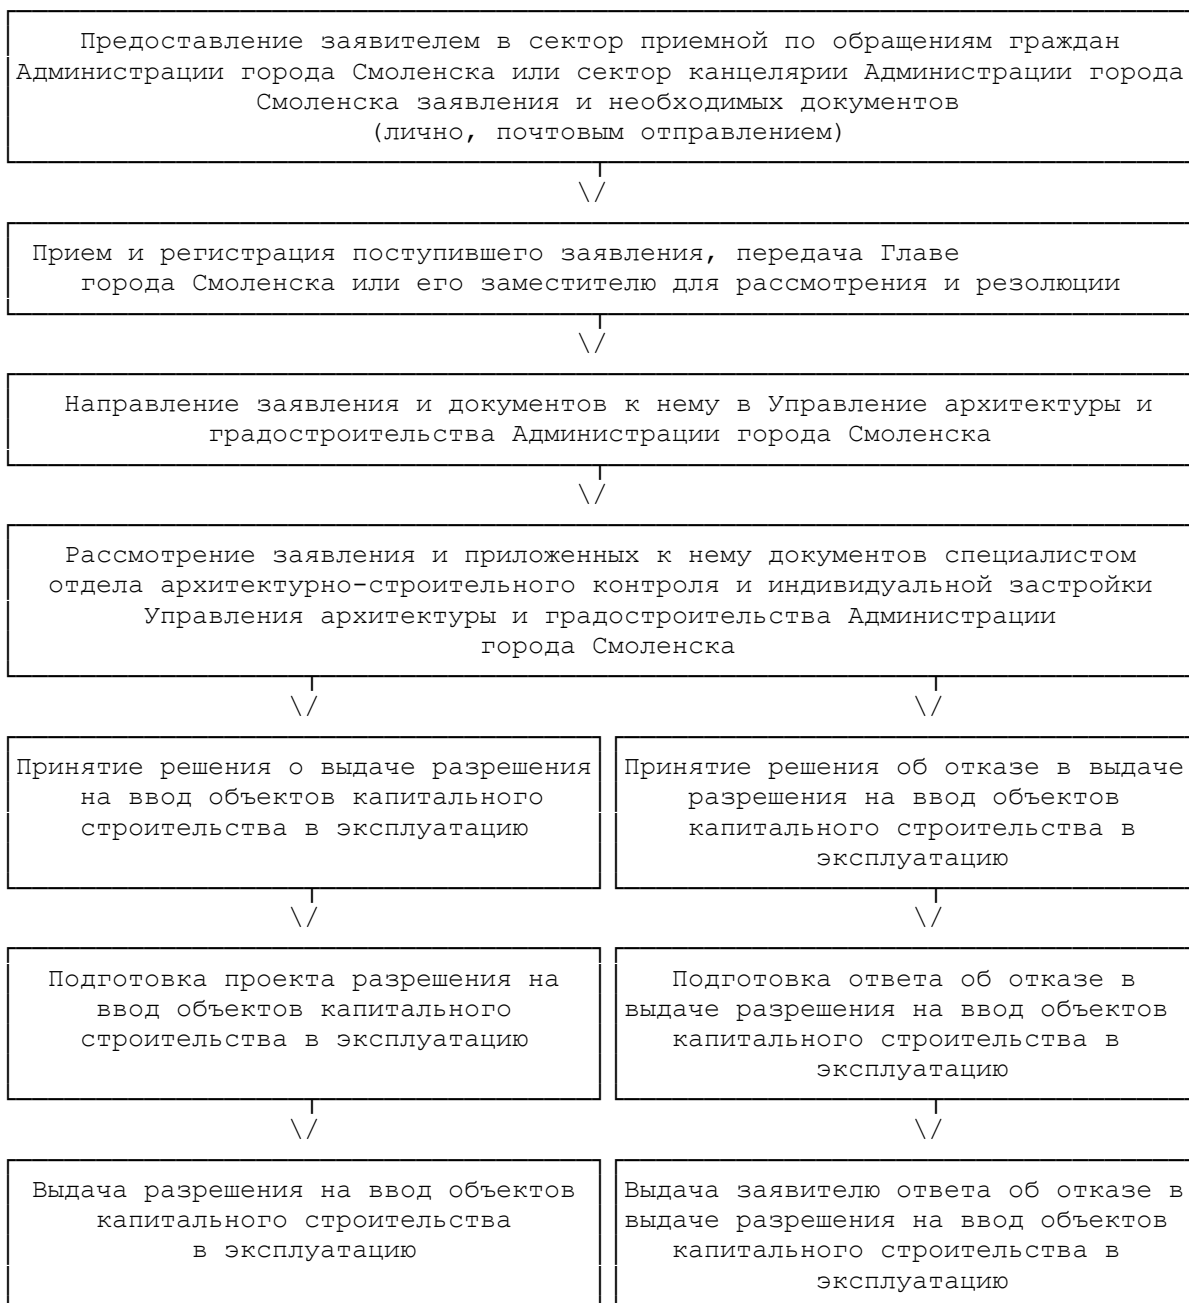 Предоставление заявителем в сектор приемной по обращениям граждан
Администрации города Смоленска или сектор канцелярии Администрации города
Смоленска заявления и необходимых документов
(лично, почтовым отправлением)
\/
Прием и регистрация поступившего заявления, передача Главе
города Смоленска или его заместителю для рассмотрения и резолюции
\/
Направление заявления и документов к нему в Управление архитектуры и
градостроительства Администрации города Смоленска
\/
Рассмотрение заявления и приложенных к нему документов специалистом
отдела архитектурно-строительного контроля и индивидуальной застройки
Управления архитектуры и градостроительства Администрации
города Смоленска
\/ \/
Принятие решения о выдаче разрешения
на ввод объектов капитального
строительства в эксплуатацию
Принятие решения об отказе в выдаче
разрешения на ввод объектов
капитального строительства в
эксплуатацию
\/ \/
Подготовка проекта разрешения на
ввод объектов капитального
строительства в эксплуатацию
Подготовка ответа об отказе в
выдаче разрешения на ввод объектов
капитального строительства в
эксплуатацию
\/ \/
Выдача разрешения на ввод объектов
капитального строительства
в эксплуатацию
Выдача заявителю ответа об отказе в
выдаче разрешения на ввод объектов
капитального строительства в
эксплуатацию